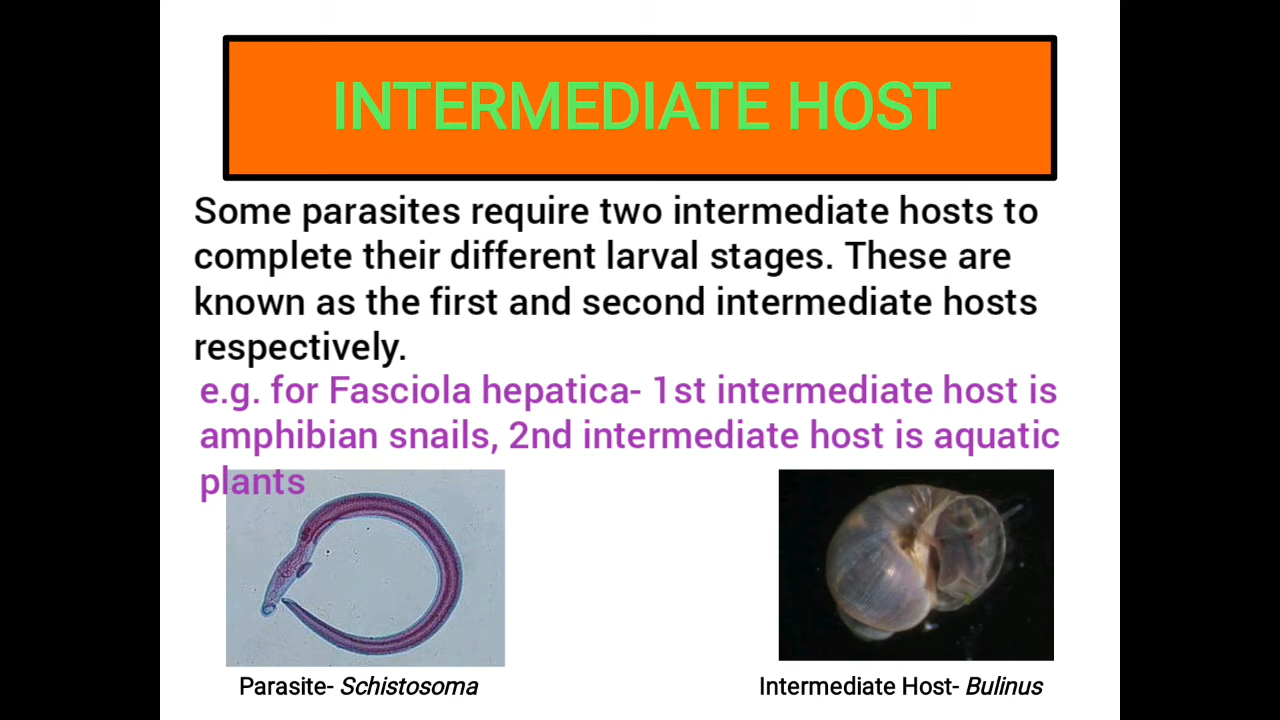 INTERMEDIATE HOST
Some parasites require two intermediate hosts to
complete their different larval stages. These are
known as the first and second intermediate hosts
respectively.
e.g. for Fasciola hepatica- 1st intermediate host is
amphibian snails, 2nd intermediate host is aquatic
plants
Parasite- Schistosoma
Intermediate Host- Bulinus